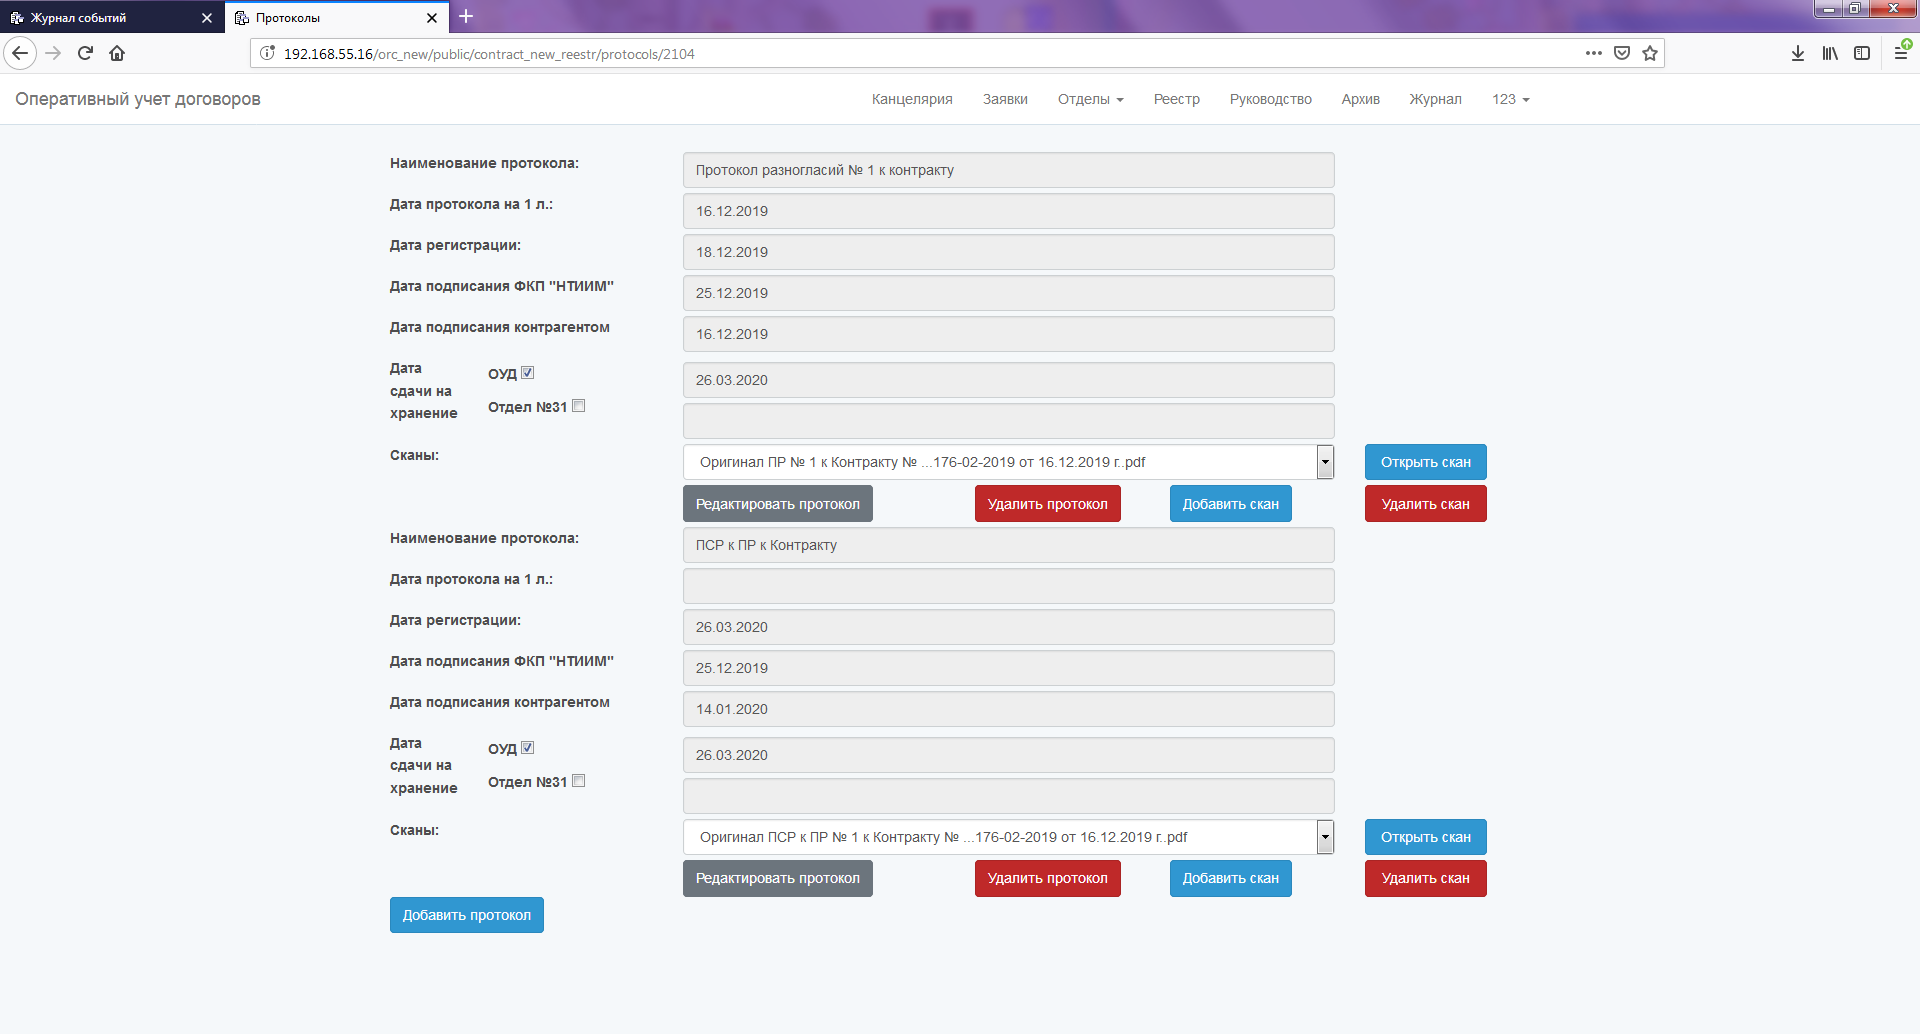 Журнал событий
Протоколы
192.168.55.16/orc_new/public/contract_new_reestr/protocols/2104
Оперативный учет договоров
Канцелярия Заявки Отделы Реестр Руководство Архив Журнал 123
Наименование протокола: Протокол разногласий № 1 к контракту
Дата протокола на 1 л.: 16.12.2019
Дата регистрации: 18.12.2019
Дата подписания ФКП "НТИИМ" 25.12.2019
Дата подписания контрагентом 16.12.2019
Дата сдачи на хранение
ОУД 26.03.2020
Отдел №31
Сканы: Оригинал ПР № 1 к Контракту № ...176-02-2019 от 16.12.2019 г..pdf Открыть скан
Редактировать протокол Удалить протокол Добавить скан Удалить скан
Наименование протокола: ПСР к ПР к Контракту
Дата протокола на 1 л.:
Дата регистрации: 26.03.2020
Дата подписания ФКП "НТИИМ" 25.12.2019
Дата подписания контрагентом 14.01.2020
Дата сдачи на хранение
ОУД 26.03.2020
Отдел №31
Сканы: Оригинал ПСР к ПР № 1 к Контракту № ...176-02-2019 от 16.12.2019 г..pdf Открыть скан
Редактировать протокол Удалить протокол Добавить скан Удалить скан
Добавить протокол